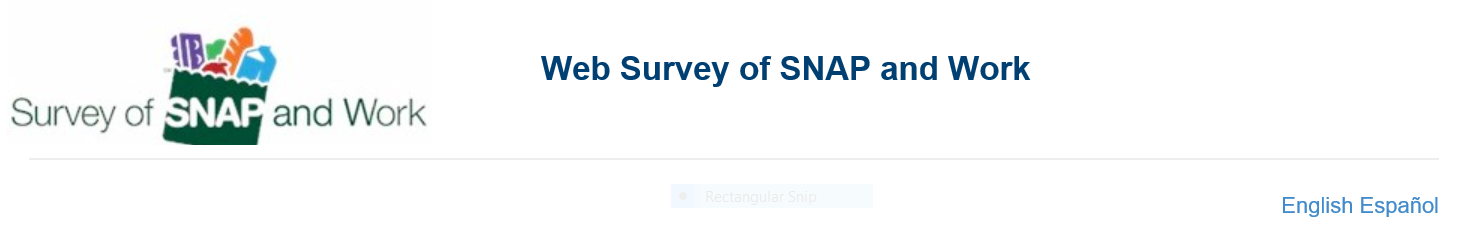 Web Survey of SNAP and Work
Survey of SNAP and Work
Rectangular Snip
English Español